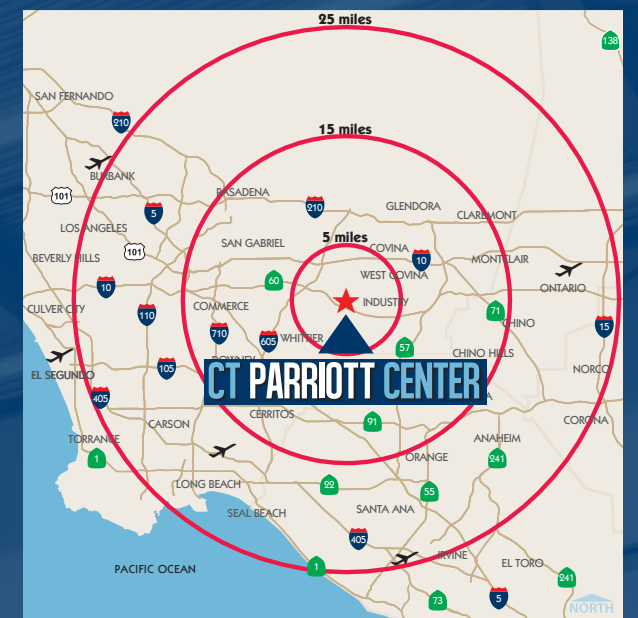 25 miles
138
SAN FERNANDO
210
15 miles
BURBANK
101
PASADENA
210
GLENDORA
5
CLAREMONT
LOS ANGELES
5 miles
SAN GABRIEL
COVINA
101
BEVERLY HILLS
10
MONTCLAIR
WEST COVINA
60
ONTARIO
10
INDUSTRY
COMMERCE
CULVER CITY
110
71
CHINO
15
710
605
WHITTIER
57
CHINO HILLS
DOWNEY
105
NORCO
EL SEGUNDO
CT PARRIOTT CENTER
405
CERRITOS
91
CORONA
CARSON
TORRANCE
ANAHEIM
1
ORANGE
241
LONG BEACH
22
55
SEAL BEACH
SANTA ANA
405
IRVINE
PACIFIC OCEAN
1
EL TORO
241
73
5
NORTH